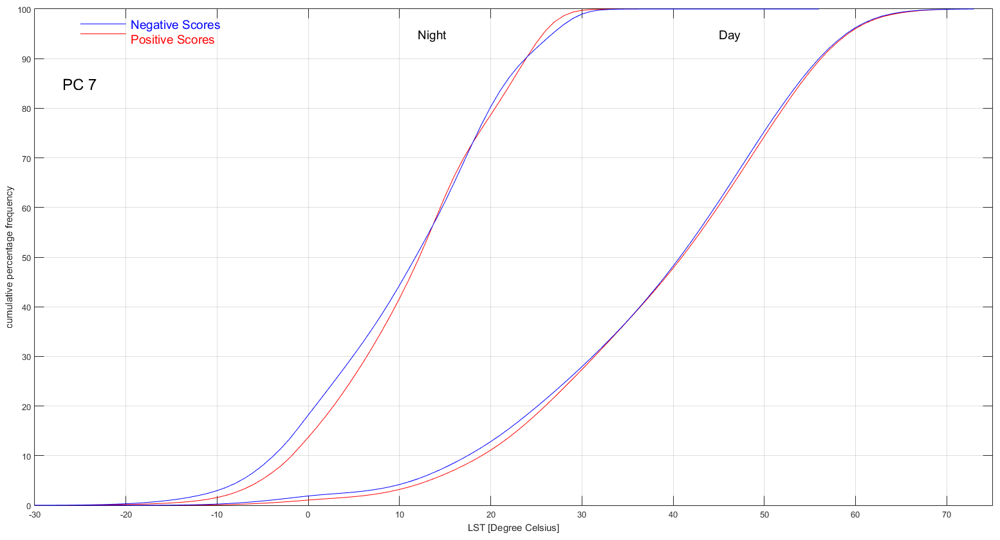 Negative Scores
Positive Scores
Night
Day
PC 7
cumulative percentage frequency
100
90
80
70
60
50
40
30
20
10
0
-30 -20 -10 0 10 20 30 40 50 60 70
LST [Degree Celsius]